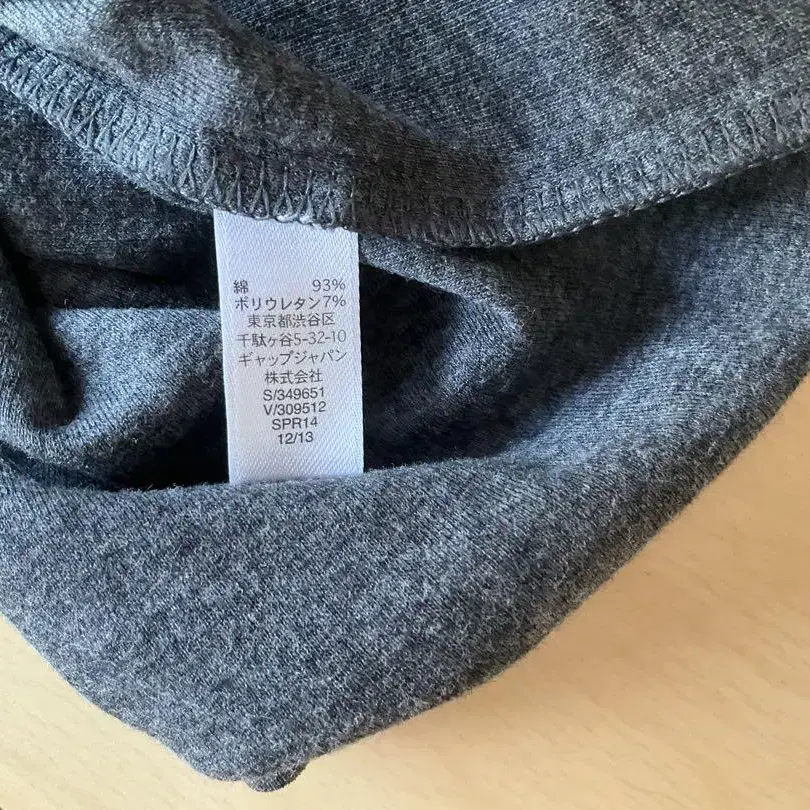 綿 93%
ポリウレタン7%
東京都渋谷区
千駄ヶ谷5-32-10
ギャップジャパン
株式会社
S/349651
V/309512
SPR14
12/13